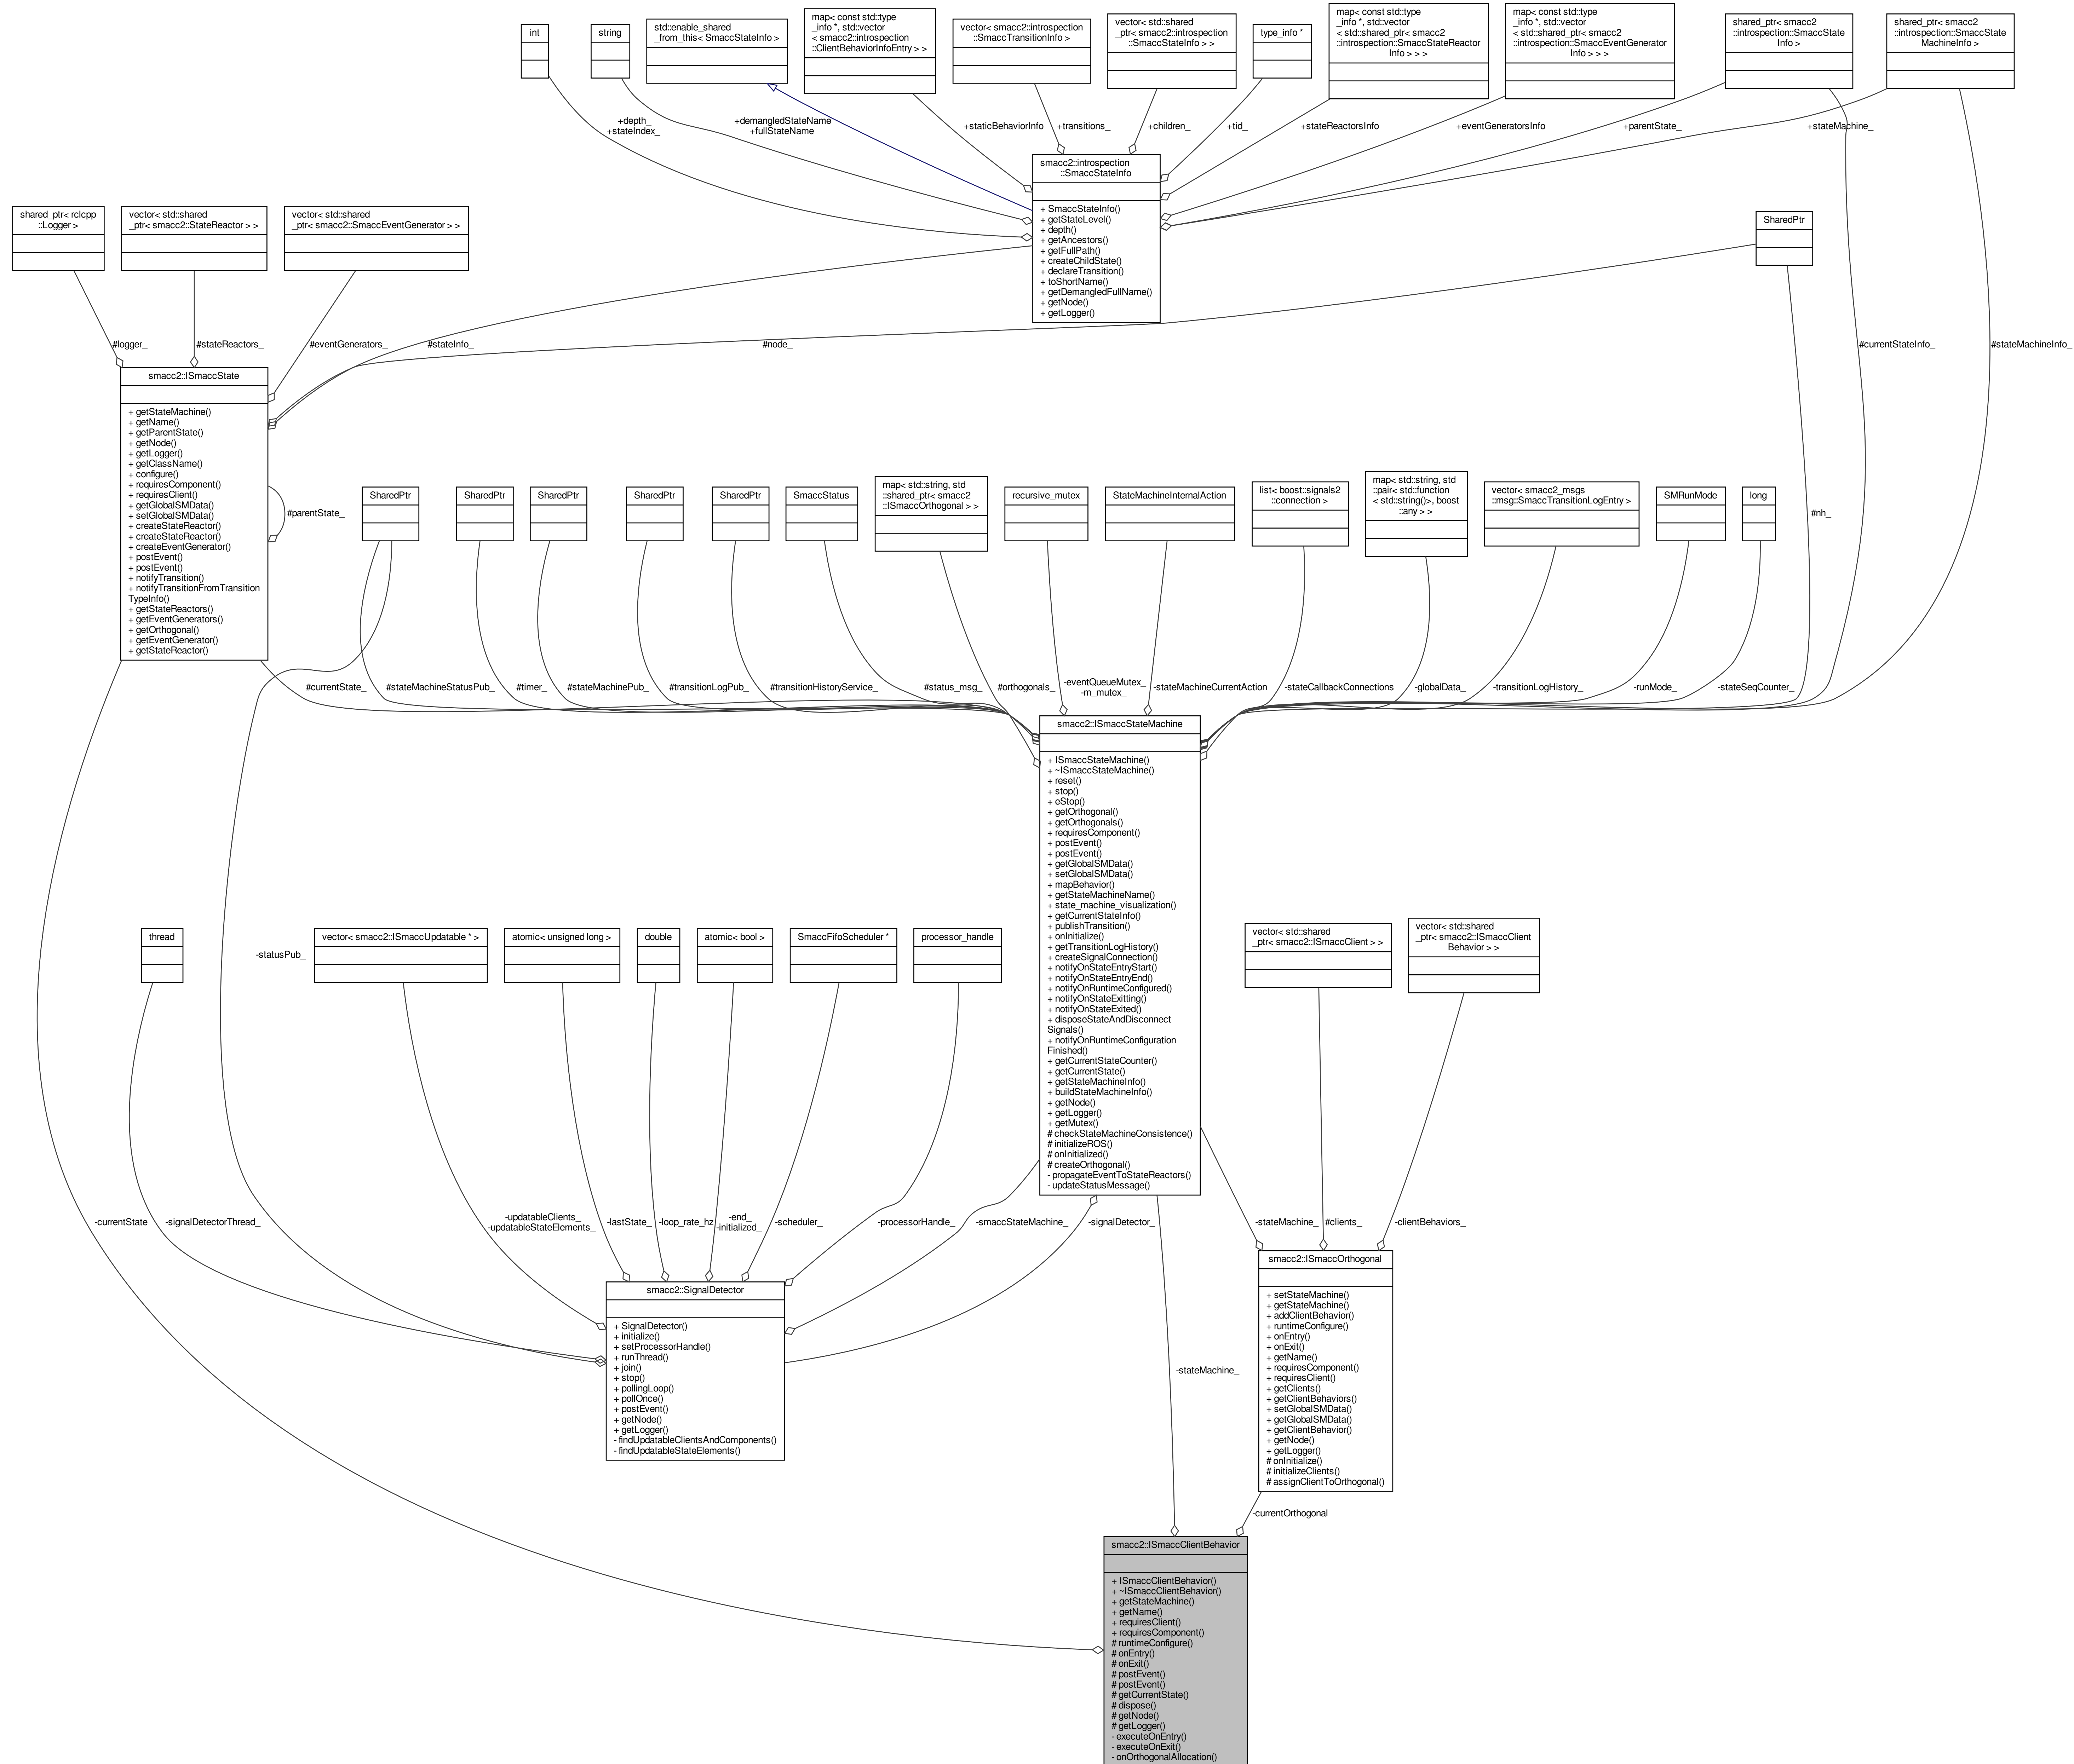 int
string
std::enable_shared
_from_this< SmaccStateInfo >
map< const std::type
_info *, std::vector
< smacc2::introspection
::ClientBehaviorInfoEntry > >
vector< smacc2::introspection
::SmaccTransitionInfo >
vector< std::shared
_ptr< smacc2::introspection
::SmaccStateInfo > >
type_info *
map< const std::type
_info *, std::vector
< std::shared_ptr< smacc2
::introspection::SmaccStateReactor
Info > > >
map< const std::type
_info *, std::vector
< std::shared_ptr< smacc2
::introspection::SmaccEventGenerator
Info > > >
shared_ptr< smacc2
::introspection::SmaccState
Info >
shared_ptr< smacc2
::introspection::SmaccState
MachineInfo >
+depth_
+stateIndex_
+demangledStateName
+fullStateName
+staticBehaviorInfo
+transitions_
+children_
+tid_
+stateReactorsInfo
+eventGeneratorsInfo
+parentState_
+stateMachine_
smacc2::introspection
::SmaccStateInfo
+ SmaccStateInfo()
+ getStateLevel()
+ depth()
+ getAncestors()
+ getFullPath()
+ createChildState()
+ declareTransition()
+ toShortName()
+ getDemangledFullName()
+ getNode()
+ getLogger()
shared_ptr< rclcpp
::Logger >
vector< std::shared
_ptr< smacc2::StateReactor > >
vector< std::shared
_ptr< smacc2::SmaccEventGenerator > >
SharedPtr
#logger_
#stateReactors_
#eventGenerators_
#stateInfo_
#node_
#currentStateInfo_
#stateMachineInfo_
smacc2::ISmaccState
+ getStateMachine()
+ getName()
+ getParentState()
+ getNode()
+ getLogger()
+ getClassName()
+ configure()
+ requiresComponent()
+ requiresClient()
+ getGlobalSMData()
+ setGlobalSMData()
+ createStateReactor()
+ createStateReactor()
+ createEventGenerator()
+ postEvent()
+ postEvent()
+ notifyTransition()
+ notifyTransitionFromTransition
TypeInfo()
+ getStateReactors()
+ getEventGenerators()
+ getOrthogonal()
+ getEventGenerator()
+ getStateReactor()
#parentState_
SharedPtr
SharedPtr
SharedPtr
SharedPtr
SharedPtr
SmaccStatus
map< std::string, std
::shared_ptr< smacc2
::ISmaccOrthogonal > >
recursive_mutex
StateMachineInternalAction
list< boost::signals2
::connection >
map< std::string, std
::pair< std::function
< std::string()>, boost
::any > >
vector< smacc2_msgs
::msg::SmaccTransitionLogEntry >
SMRunMode
long
#nh_
#currentState_
#stateMachineStatusPub_
#timer_
#stateMachinePub_
#transitionLogPub_
#transitionHistoryService_
#status_msg_
#orthogonals_
-eventQueueMutex_
-m_mutex_
-stateMachineCurrentAction
-stateCallbackConnections
-globalData_
-transitionLogHistory_
-runMode_
-stateSeqCounter_
smacc2::ISmaccStateMachine
+ ISmaccStateMachine()
+ ~ISmaccStateMachine()
+ reset()
+ stop()
+ eStop()
+ getOrthogonal()
+ getOrthogonals()
+ requiresComponent()
+ postEvent()
+ postEvent()
+ getGlobalSMData()
+ setGlobalSMData()
+ mapBehavior()
+ getStateMachineName()
+ state_machine_visualization()
+ getCurrentStateInfo()
+ publishTransition()
+ onInitialize()
+ getTransitionLogHistory()
+ createSignalConnection()
+ notifyOnStateEntryStart()
+ notifyOnStateEntryEnd()
+ notifyOnRuntimeConfigured()
+ notifyOnStateExitting()
+ notifyOnStateExited()
+ disposeStateAndDisconnect
Signals()
+ notifyOnRuntimeConfiguration
Finished()
+ getCurrentStateCounter()
+ getCurrentState()
+ getStateMachineInfo()
+ buildStateMachineInfo()
+ getNode()
+ getLogger()
+ getMutex()
# checkStateMachineConsistence()
# initializeROS()
# onInitialized()
# createOrthogonal()
- propagateEventToStateReactors()
- updateStatusMessage()
thread
-statusPub_
vector< smacc2::ISmaccUpdatable * >
atomic< unsigned long >
double
atomic< bool >
SmaccFifoScheduler *
processor_handle
vector< std::shared
_ptr< smacc2::ISmaccClient > >
vector< std::shared
_ptr< smacc2::ISmaccClient
Behavior > >
-currentState
-signalDetectorThread_
-updatableClients_
-updatableStateElements_
-lastState_
-loop_rate_hz
-end_
-initialized_
-scheduler_
-processorHandle_
-smaccStateMachine_
-signalDetector_
-stateMachine_
#clients_
-clientBehaviors_
smacc2::SignalDetector
+ SignalDetector()
+ initialize()
+ setProcessorHandle()
+ runThread()
+ join()
+ stop()
+ pollingLoop()
+ pollOnce()
+ postEvent()
+ getNode()
+ getLogger()
- findUpdatableClientsAndComponents()
- findUpdatableStateElements()
-stateMachine_
smacc2::ISmaccOrthogonal
+ setStateMachine()
+ getStateMachine()
+ addClientBehavior()
+ runtimeConfigure()
+ onEntry()
+ onExit()
+ getName()
+ requiresComponent()
+ requiresClient()
+ getClients()
+ getClientBehaviors()
+ setGlobalSMData()
+ getGlobalSMData()
+ getClientBehavior()
+ getNode()
+ getLogger()
# onInitialize()
# initializeClients()
# assignClientToOrthogonal()
-currentOrthogonal
smacc2::ISmaccClientBehavior
+ ISmaccClientBehavior()
+ ~ISmaccClientBehavior()
+ getStateMachine()
+ getName()
+ requiresClient()
+ requiresComponent()
# runtimeConfigure()
# onEntry()
# onExit()
# postEvent()
# postEvent()
# getCurrentState()
# dispose()
# getNode()
# getLogger()
- executeOnEntry()
- executeOnExit()
- onOrthogonalAllocation()